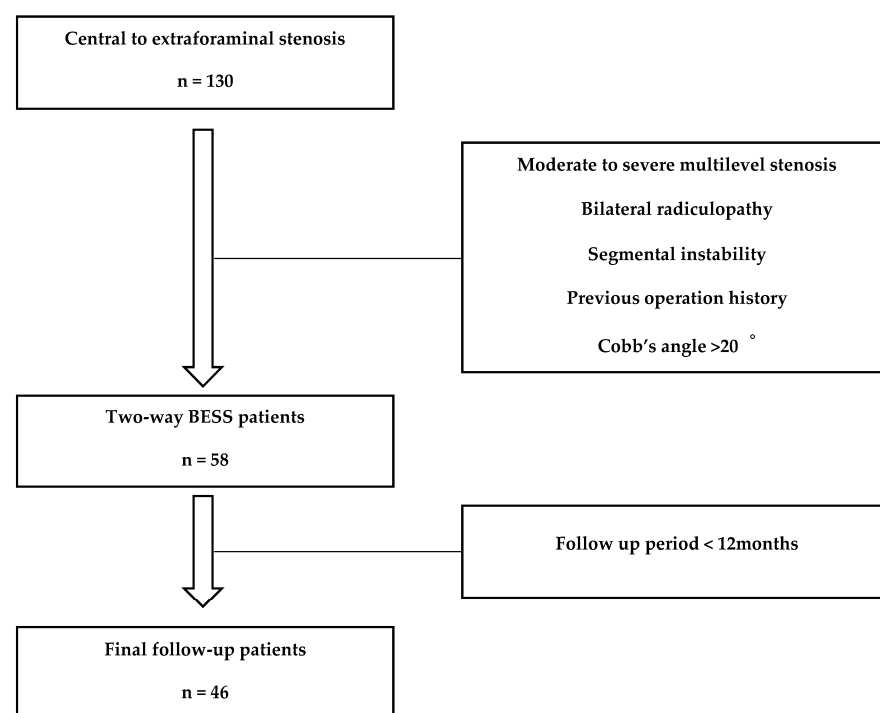 Central to extraforaminal stenosis
n = 130
Moderate to severe multilevel stenosis
Bilateral radiculopathy
Segmental instability
Previous operation history
Cobb's angle >20 °
Two-way BESS patients
n = 58
Follow up period < 12months
Final follow-up patients
n = 46